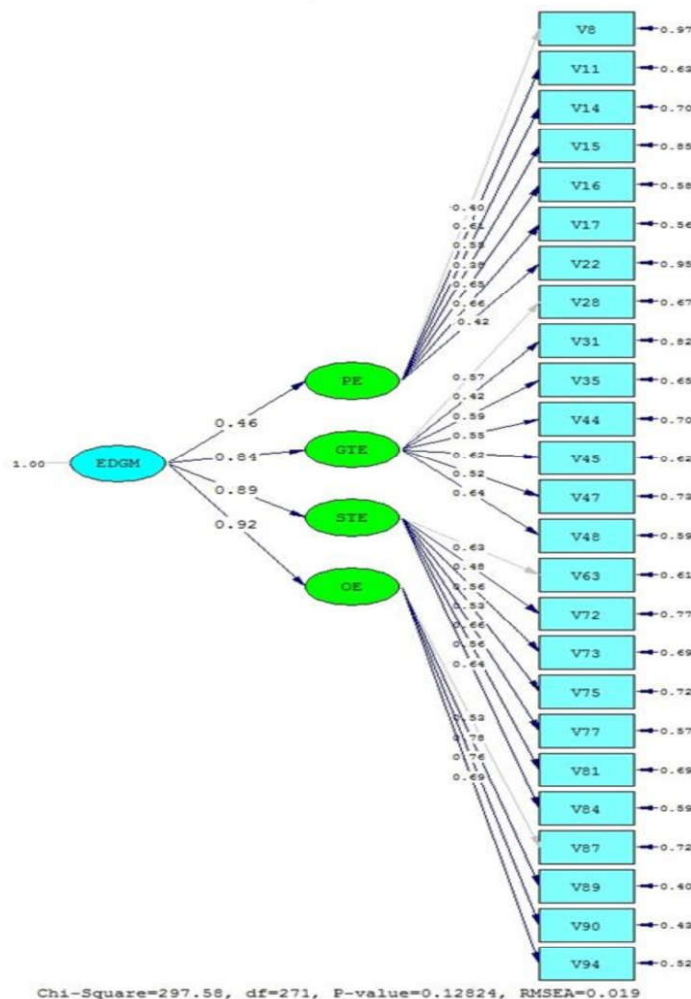 1.00
EDGM
0.46
0.84
0.89
0.92
PE
GTE
STE
OE
0.40
0.61
0.55
0.38
0.65
0.66
0.42
0.57
0.42
0.59
0.55
0.62
0.52
0.64
0.63
0.48
0.56
0.53
0.66
0.56
0.64
0.53
0.78
0.76
0.69
V8 0.97
V11 0.63
V14 0.70
V15 0.85
V16 0.58
V17 0.56
V22 0.95
V28 0.67
V31 0.82
V35 0.65
V44 0.70
V45 0.62
V47 0.73
V48 0.59
V63 0.61
V72 0.77
V73 0.69
V75 0.72
V77 0.57
V81 0.69
V84 0.59
V87 0.72
V89 0.40
V90 0.43
V94 0.52
Chi-Square=297.58, df=271, P-value=0.12824, RMSEA=0.019